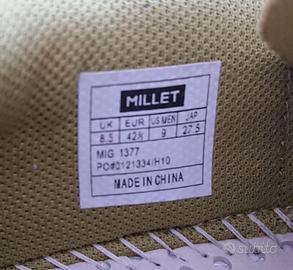 MILLET
UK EUR US MEN JAP
8.5 42⅔ 9 27.5
MIG 1377
PO#0121334/H10
MADE IN CHINA
subito